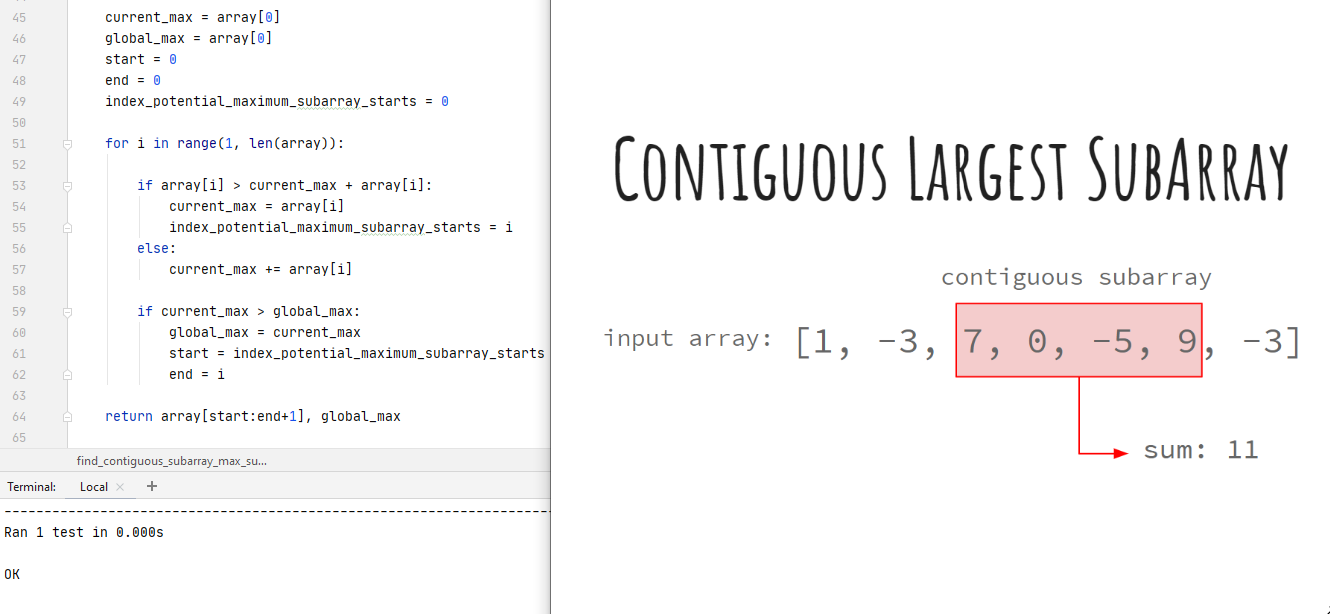 45 current_max = array[0]
46 global_max = array[0]
47 start = 0
48 end = 0
49 index_potential_maximum_subarray_starts = 0
50
51 for i in range(1, len(array)):
52
53 if array[i] > current_max + array[i]:
54 current_max = array[i]
55 index_potential_maximum_subarray_starts = i
56 else:
57 current_max += array[i]
58
59 if current_max > global_max:
60 global_max = current_max
61 start = index_potential_maximum_subarray_starts
62 end = i
63
64 return array[start:end+1], global_max
65
find_contiguous_subarray_max_su...
Terminal: Local × +
----------------------------------------------------------------------
Ran 1 test in 0.000s
OK
CONTIGUOUS LARGEST SUBARRAY
contiguous subarray
input array: [1, -3, 7, 0, -5, 9, -3]
sum: 11